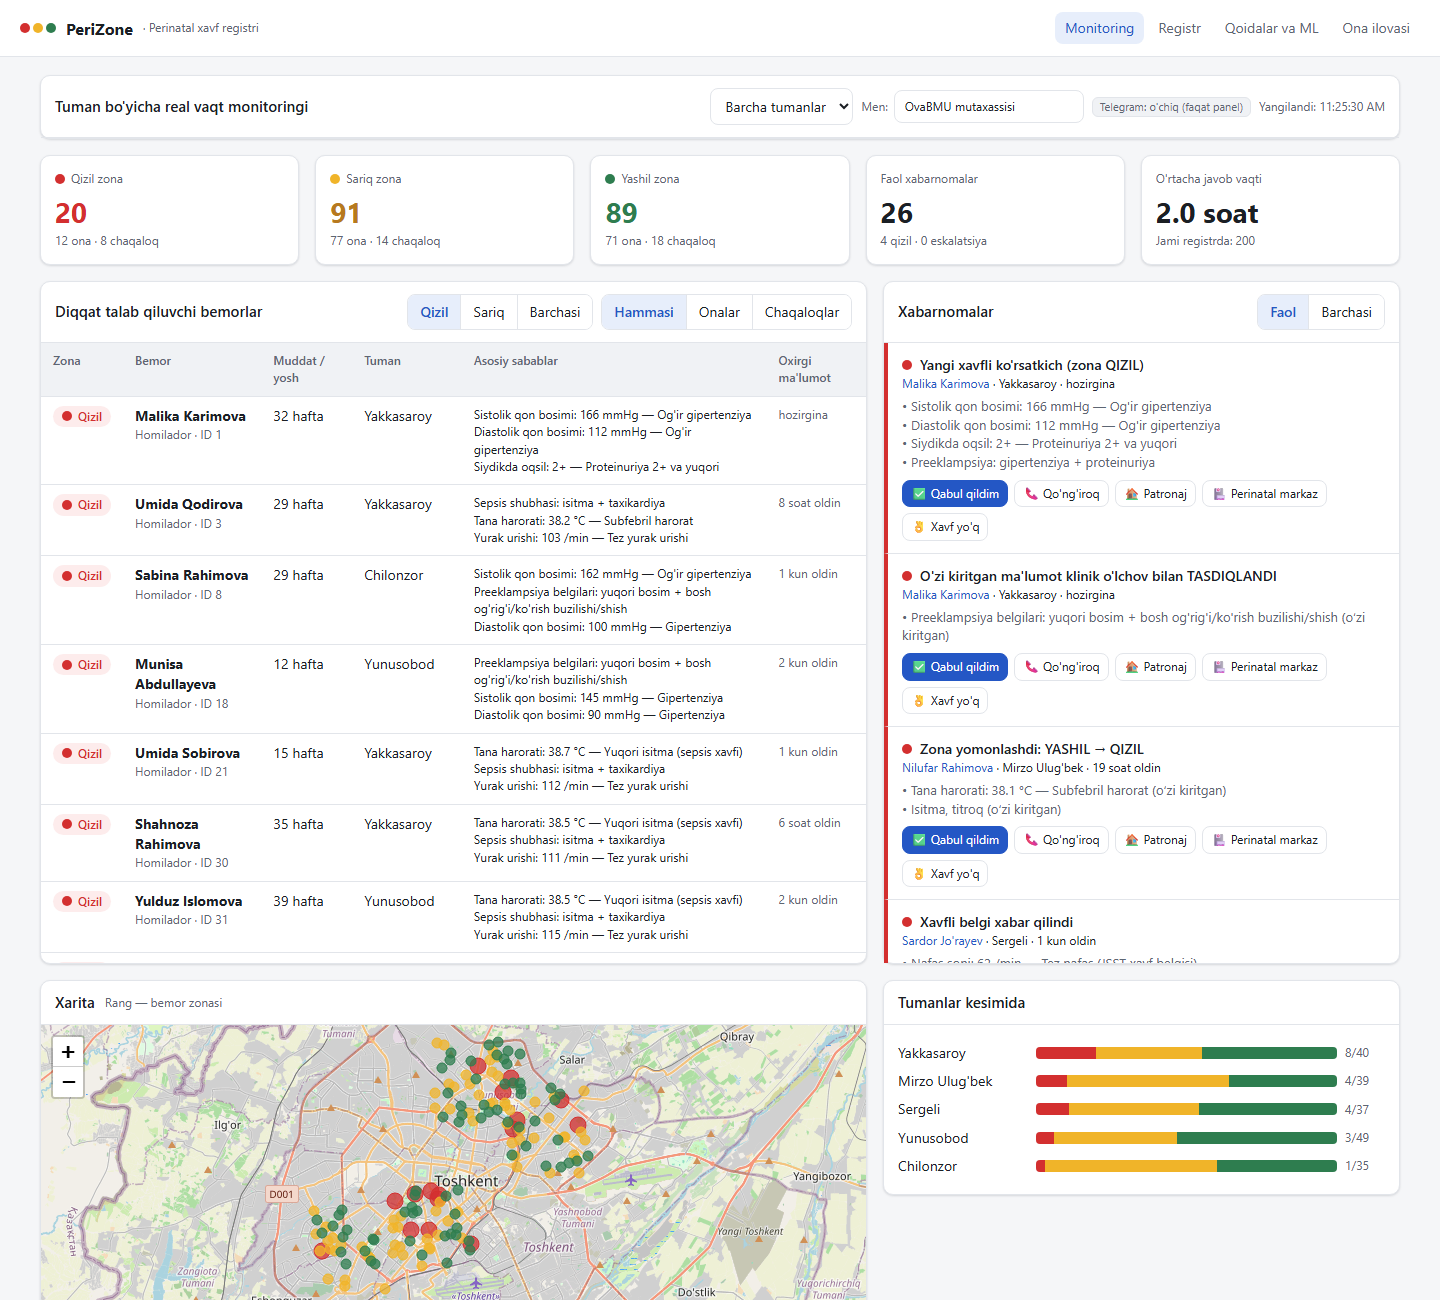 PeriZone · Perinatal xavf registri
Monitoring Registr Qoidalar va ML Ona ilovasi
Tuman bo'yicha real vaqt monitoringi
Barcha tumanlar Men: OvaBMU mutaxassisi Telegram: o'chiq (faqat panel) Yangilandi: 11:25:30 AM
Qizil zona
20
12 ona · 8 chaqaloq
Sariq zona
91
77 ona · 14 chaqaloq
Yashil zona
89
71 ona · 18 chaqaloq
Faol xabarnomalar
26
4 qizil · 0 eskalatsiya
O'rtacha javob vaqti
2.0 soat
Jami registrda: 200
Diqqat talab qiluvchi bemorlar
Qizil Sariq Barchasi
Hammasi Onalar Chaqaloqlar
Zona Bemor Muddat / yosh Tuman Asosiy sabablar Oxirgi ma'lumot
Qizil Malika Karimova 32 hafta Yakkasaroy Sistolik qon bosimi: 166 mmHg — Og'ir gipertenziya hozirgina
Homilador · ID 1 Diastolik qon bosimi: 112 mmHg — Og'ir
gipertenziya
Siydikda oqsil: 2+ — Proteinuriya 2+ va yuqori
Qizil Umida Qodirova 29 hafta Yakkasaroy Sepsis shubhasi: isitma + taxikardiya 8 soat oldin
Homilador · ID 3 Tana harorati: 38.2 °C — Subfebril harorat
Yurak urishi: 103 /min — Tez yurak urishi
Qizil Sabina Rahimova 29 hafta Chilonzor Sistolik qon bosimi: 162 mmHg — Og'ir gipertenziya 1 kun oldin
Homilador · ID 8 Preeklampsiya belgilari: yuqori bosim + bosh
og'rig'i/ko'rish buzilishi/shish
Diastolik qon bosimi: 100 mmHg — Gipertenziya
Qizil Munisa 12 hafta Yunusobod Preeklampsiya belgilari: yuqori bosim + bosh 2 kun oldin
Abdullayeva og'rig'i/ko'rish buzilishi/shish
Homilador · ID 18 Sistolik qon bosimi: 145 mmHg — Gipertenziya
Diastolik qon bosimi: 90 mmHg — Gipertenziya
Qizil Umida Sobirova 15 hafta Yakkasaroy Tana harorati: 38.7 °C — Yuqori isitma (sepsis xavfi) 1 kun oldin
Homilador · ID 21 Sepsis shubhasi: isitma + taxikardiya
Yurak urishi: 112 /min — Tez yurak urishi
Qizil Shahnoza 35 hafta Yakkasaroy Tana harorati: 38.5 °C — Yuqori isitma (sepsis xavfi) 6 soat oldin
Rahimova Sepsis shubhasi: isitma + taxikardiya
Homilador · ID 30 Yurak urishi: 111 /min — Tez yurak urishi
Qizil Yulduz Islomova 39 hafta Yunusobod Tana harorati: 38.5 °C — Yuqori isitma (sepsis xavfi) 2 kun oldin
Homilador · ID 31 Sepsis shubhasi: isitma + taxikardiya
Yurak urishi: 115 /min — Tez yurak urishi
Xabarnomalar
Faol Barchasi
Yangi xavfli ko'rsatkich (zona QIZIL)
Malika Karimova · Yakkasaroy · hozirgina
• Sistolik qon bosimi: 166 mmHg — Og'ir gipertenziya
• Diastolik qon bosimi: 112 mmHg — Og'ir gipertenziya
• Siydikda oqsil: 2+ — Proteinuriya 2+ va yuqori
• Preeklampsiya: gipertenziya + proteinuriya
✅ Qabul qildim 📞 Qo'ng'iroq 🏠 Patronaj 🏥 Perinatal markaz
👌 Xavf yo'q
O'zi kiritgan ma'lumot klinik o'lchov bilan TASDIQLANDI
Malika Karimova · Yakkasaroy · hozirgina
• Preeklampsiya belgilari: yuqori bosim + bosh og'rig'i/ko'rish buzilishi/shish (o'zi
kiritgan)
✅ Qabul qildim 📞 Qo'ng'iroq 🏠 Patronaj 🏥 Perinatal markaz
👌 Xavf yo'q
Zona yomonlashdi: YASHIL → QIZIL
Nilufar Rahimova · Mirzo Ulug'bek · 19 soat oldin
• Tana harorati: 38.1 °C — Subfebril harorat (o'zi kiritgan)
• Isitma, titroq (o'zi kiritgan)
✅ Qabul qildim 📞 Qo'ng'iroq 🏠 Patronaj 🏥 Perinatal markaz
👌 Xavf yo'q
Xavfli belgi xabar qilindi
Sardor Jo'rayev · Sergeli · 1 kun oldin
Xarita Rang — bemor zonasi
+
−
Tumani
Qibray
Salar
Ilg'or
Toshkent
D001
Yangibozor
Казахстан
Yashnobod
Tumani
Yangi Toshkent
Toshkent
Zangiota
Tumani
Yuqorichirchiq
Tumani
«Toshkent»
Do'stlik
Tumanlar kesimida
Yakkasaroy 8/40
Mirzo Ulug'bek 4/39
Sergeli 4/37
Yunusobod 3/49
Chilonzor 1/35